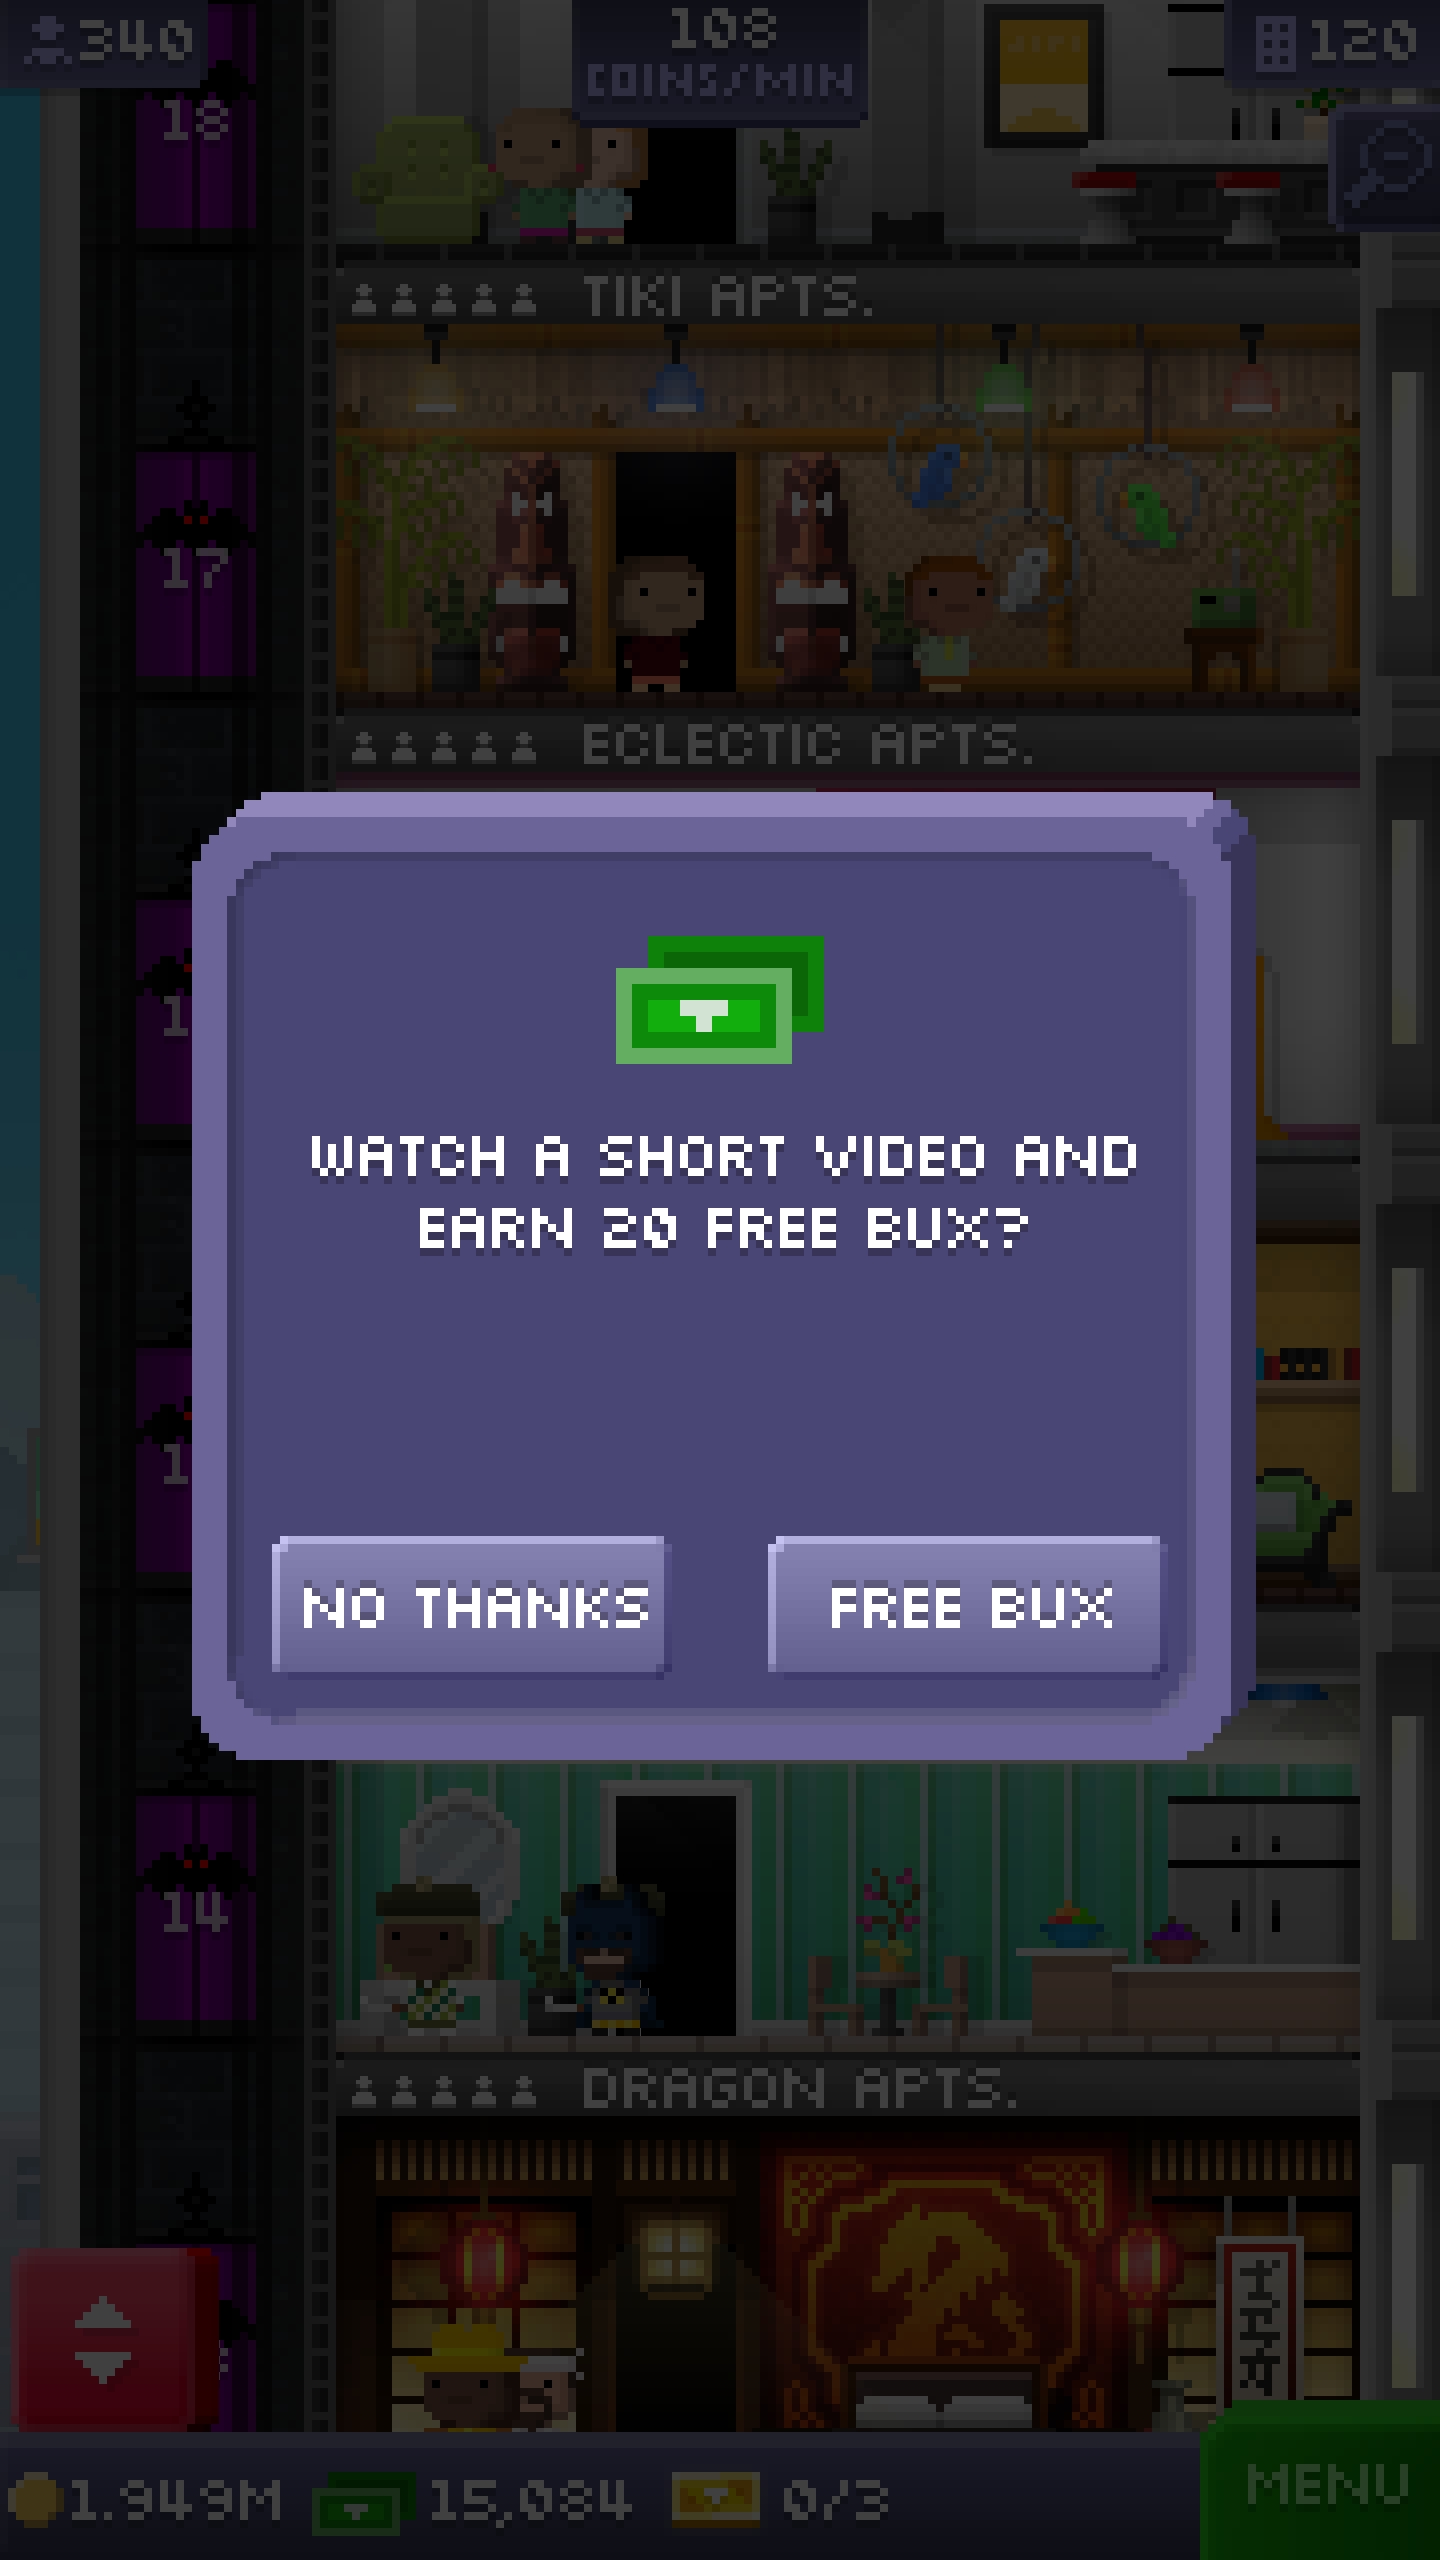 340
108
COINS/MIN
120
18
TIKI APTS.
17
ECLECTIC APTS.
WATCH A SHORT VIDEO AND
EARN 20 FREE BUX?
NO THANKS
FREE BUX
14
DRAGON APTS.
1.949M
15,084
0/3
MENU